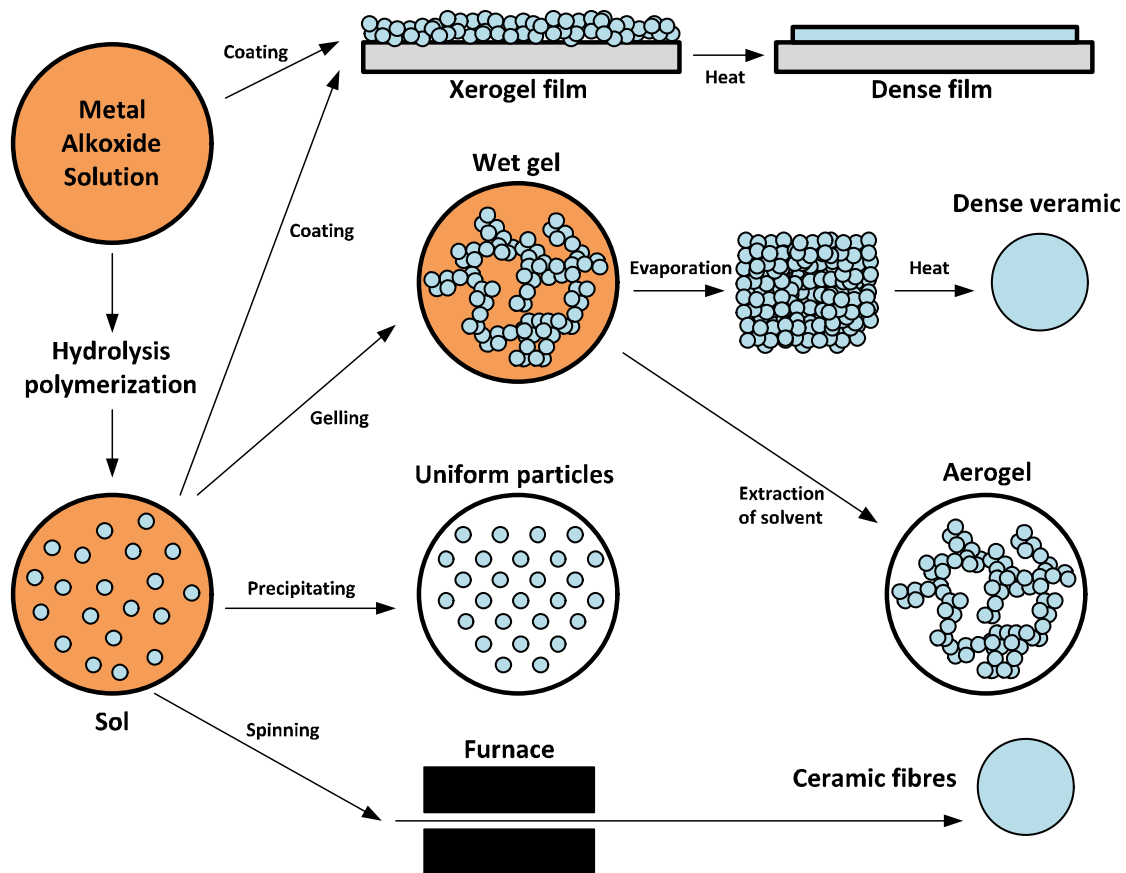 Metal
Alkoxide
Solution
Coating
Xerogel film
Heat
Dense film
Hydrolysis
polymerization
Coating
Gelling
Wet gel
Evaporation
Heat
Dense veramic
Extraction
of solvent
Aerogel
Sol
Precipitating
Uniform particles
Spinning
Furnace
Ceramic fibres